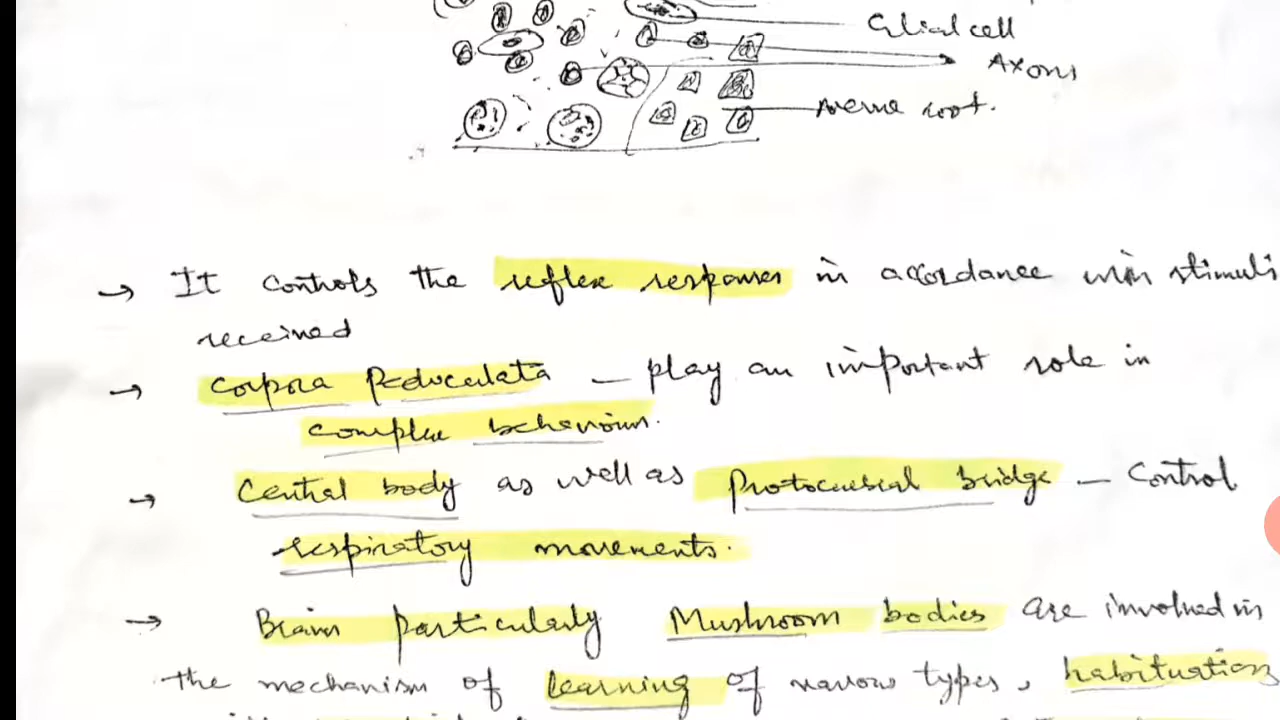 Glial cell
Axons
Nerve root.
→ It controls the reflex responses in accordance with stimuli
received
→ Corpora Peduculata — play an important role in
complex behaviour.
→ Central body as well as Protocerebral bridge — Control
respiratory movements.
→ Brain particularly Mushroom bodies are involved in
the mechanism of learning of various types, habituation